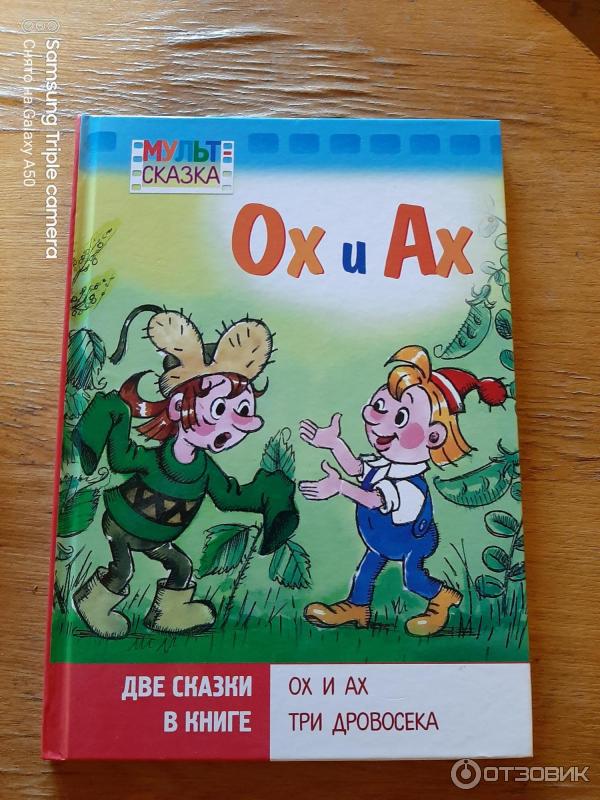 МУЛЬТ-
СКАЗКА
Ох и Ах
ДВЕ СКАЗКИ
В КНИГЕ
ОХ И АХ
ТРИ ДРОВОСЕКА
Samsung Triple camera
Снято на Galaxy A50
ОТЗОВИК